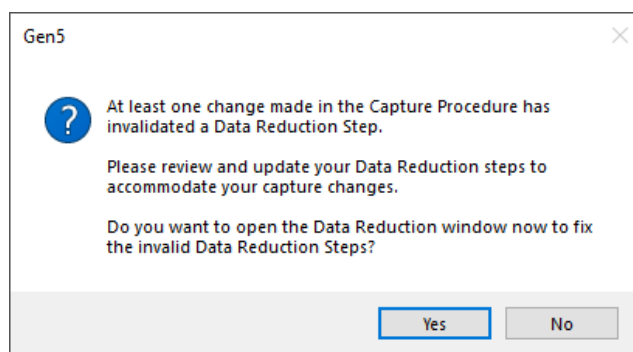 Gen5
At least one change made in the Capture Procedure has
invalidated a Data Reduction Step.
Please review and update your Data Reduction steps to
accommodate your capture changes.
Do you want to open the Data Reduction window now to fix
the invalid Data Reduction Steps?
Yes
No